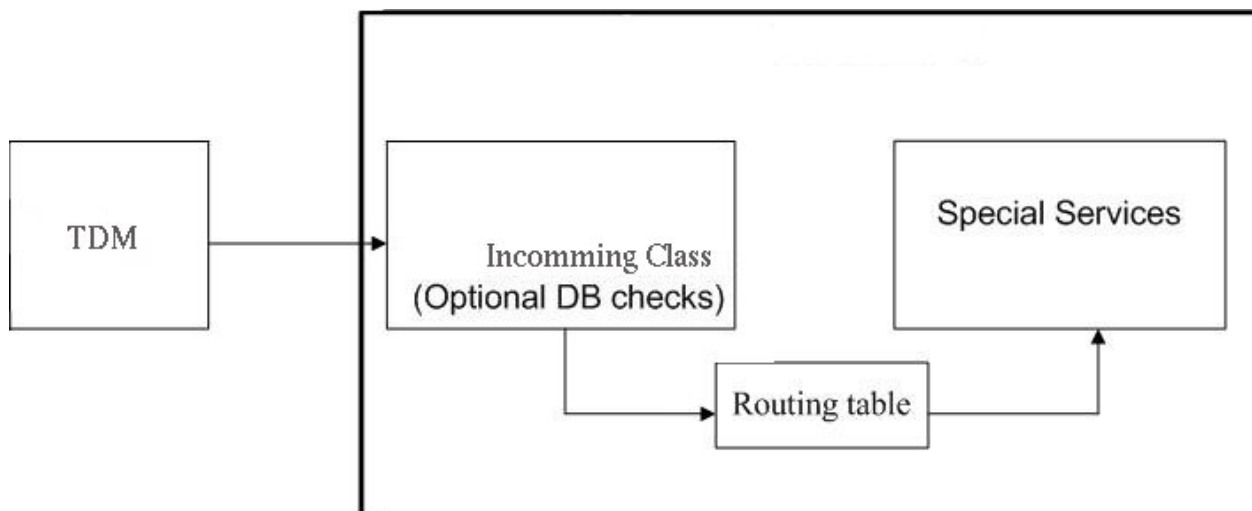 TDM
Incomming Class
(Optional DB checks)
Special Services
Routing table